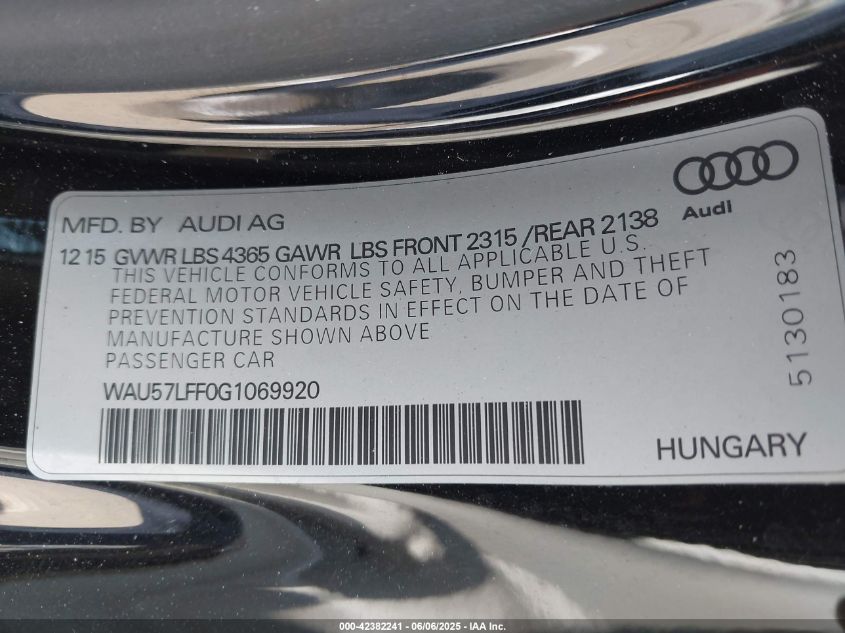 Audi
MFD. BY AUDI AG
12 15 GVWR LBS 4365 GAWR LBS FRONT 2315 /REAR 2138
THIS VEHICLE CONFORMS TO ALL APPLICABLE U.S.
FEDERAL MOTOR VEHICLE SAFETY, BUMPER AND THEFT
PREVENTION STANDARDS IN EFFECT ON THE DATE OF
MANUFACTURE SHOWN ABOVE
PASSENGER CAR
WAU57LFF0G1069920
HUNGARY
5130183
000-42382241 - 06/06/2025 - IAA Inc.